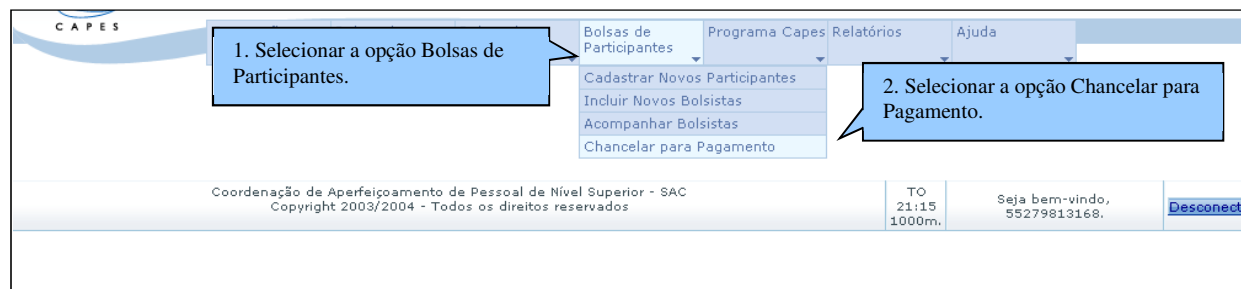 CAPES
1. Selecionar a opção Bolsas de
Participantes.
Bolsas de
Participantes
Programa Capes
Relatórios
Ajuda
Cadastrar Novos Participantes
Incluir Novos Bolsistas
Acompanhar Bolsistas
Chancelar para Pagamento
2. Selecionar a opção Chancelar para
Pagamento.
Coordenação de Aperfeiçoamento de Pessoal de Nível Superior - SAC
Copyright 2003/2004 - Todos os direitos reservados
TO
21:15
1000m.
Seja bem-vindo,
55279813168.
Desconect